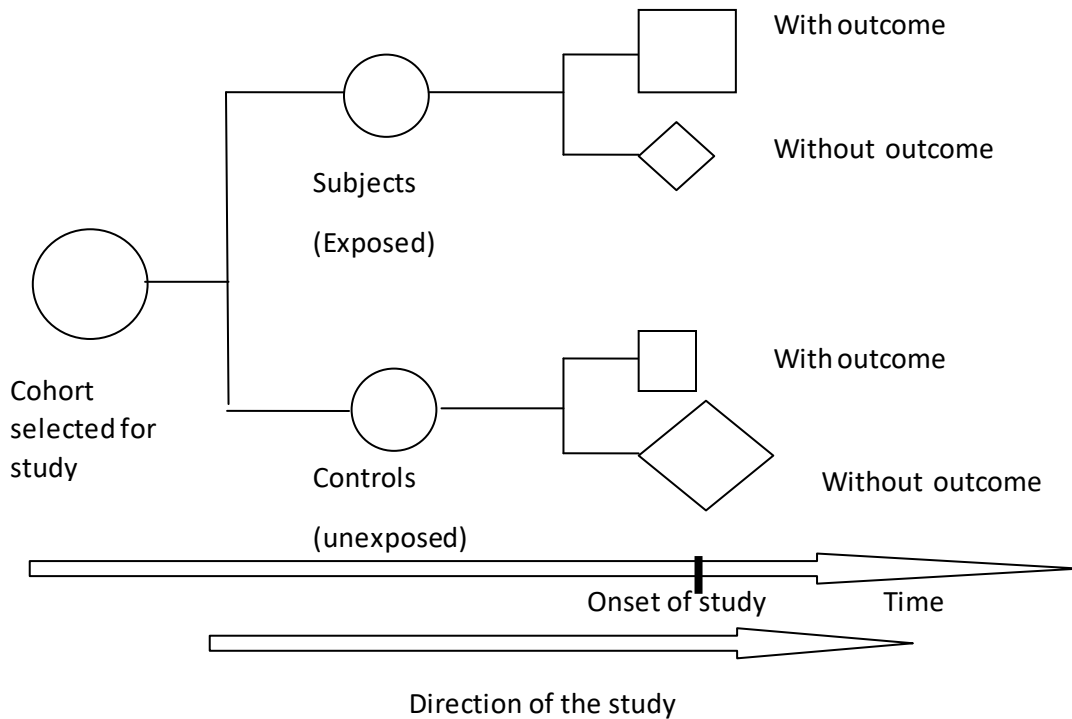 With outcome
Without outcome
Subjects
(Exposed)
With outcome
Cohort
selected for
study
Controls
Without outcome
(unexposed)
Onset of study
Time
Direction of the study